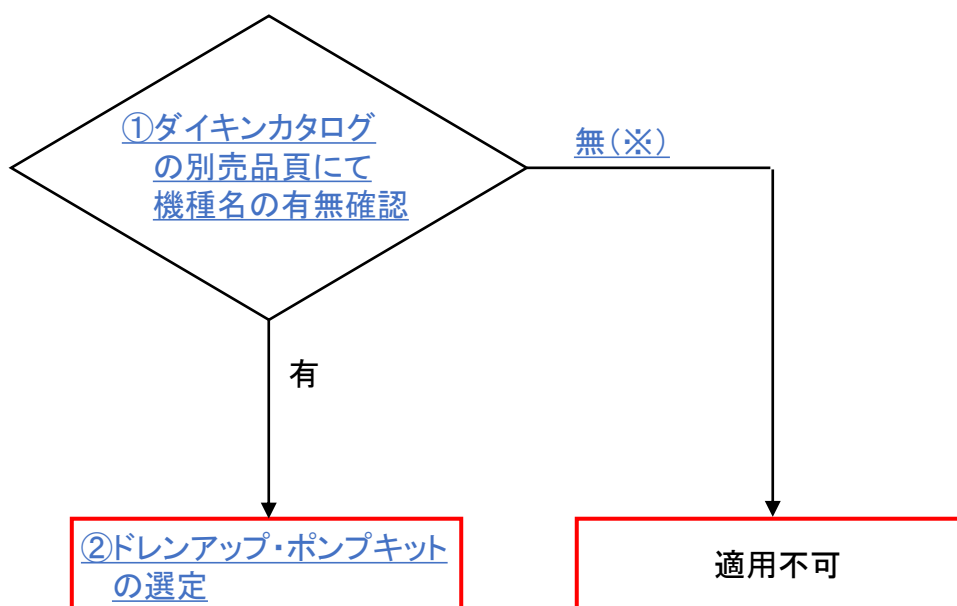 ①ダイキンカタログ
の別売品頁にて
機種名の有無確認
無(※)
有
②ドレンアップ・ポンプキット
の選定
適用不可